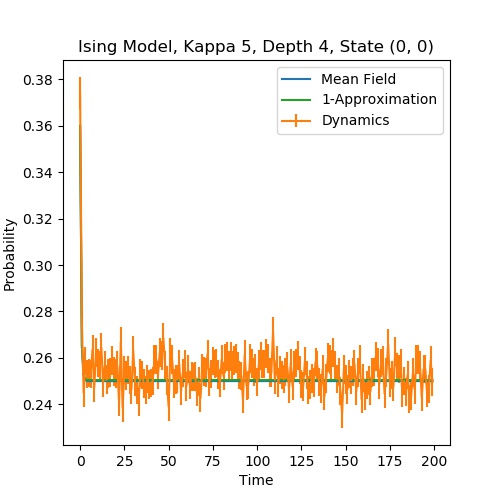 Ising Model, Kappa 5, Depth 4, State (0, 0)
Mean Field
1-Approximation
Dynamics
Probability
0.38
0.36
0.34
0.32
0.30
0.28
0.26
0.24
0 25 50 75 100 125 150 175 200
Time